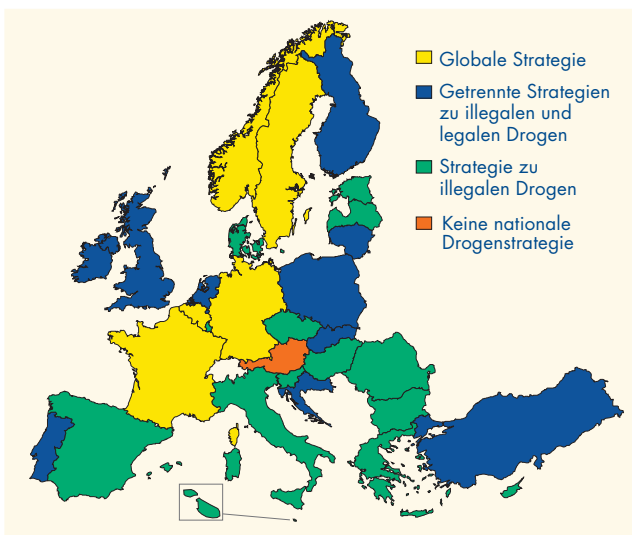 Globale Strategie
Getrennte Strategien
zu illegalen und
legalen Drogen
Strategie zu
illegalen Drogen
Keine nationale
Drogenstrategie